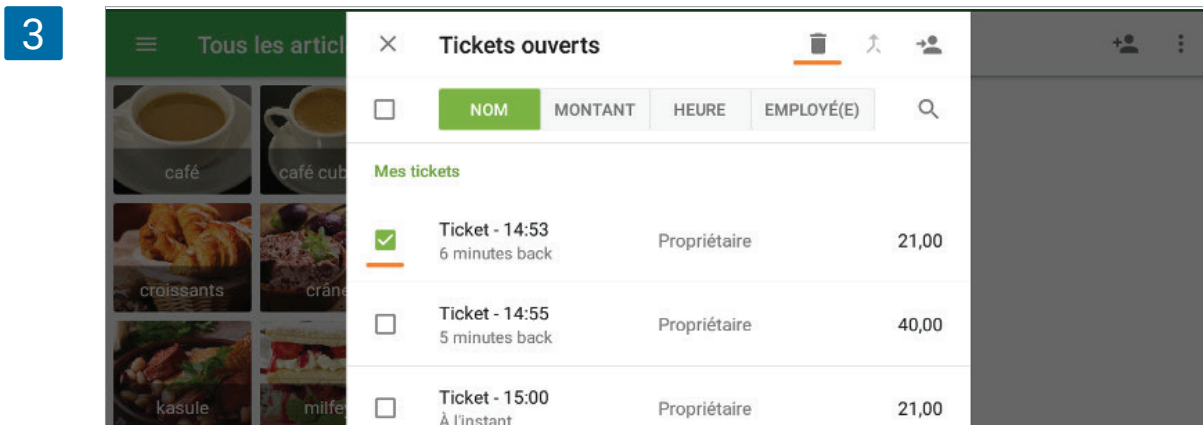 3
Tous les articl
Tickets ouverts
NOM MONTANT HEURE EMPLOYÉ(E)
café
café cub
Mes tickets
Ticket - 14:53
6 minutes back
Propriétaire
21,00
croissants
crâne
Ticket - 14:55
5 minutes back
Propriétaire
40,00
kasule
milfe
Ticket - 15:00
À l'instant
Propriétaire
21,00